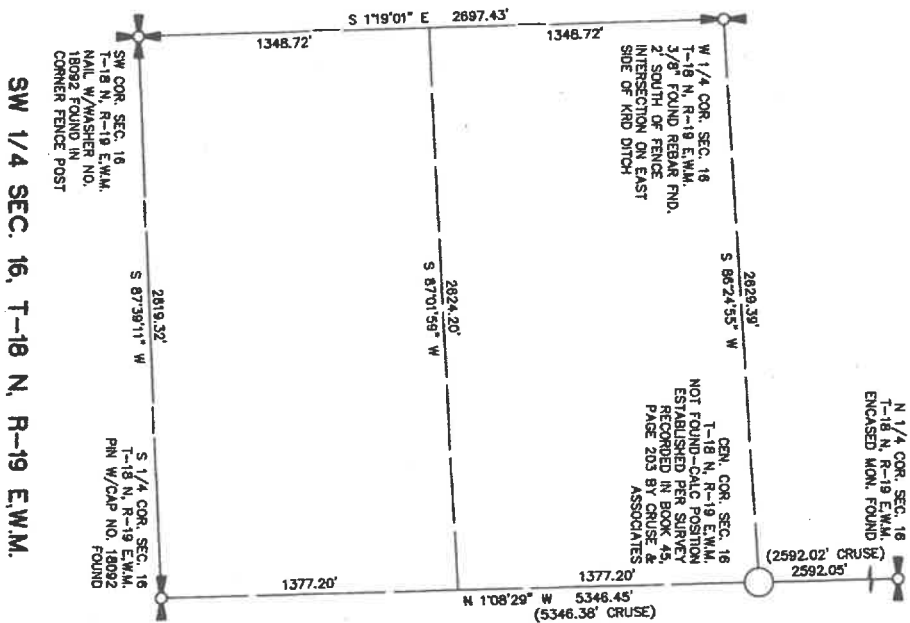 S 1°19'01" E 2697.43'
1348.72'
1348.72'
SW COR. SEC. 16
T-18 N, R-19 E,W.M.
NAIL W/WASHER NO.
18092 FOUND IN
CORNER FENCE POST
W 1/4 COR. SEC. 16
T-18 N, R-19 E,W.M.
3/8" FOUND REBAR FND.
2' SOUTH OF FENCE
INTERSECTION ON EAST
SIDE OF KRD DITCH
2619.32'
S 87°39'11" W
2624.20'
S 87°01'59" W
2629.39'
S 86°24'55" W
N 1/4 COR. SEC. 16
T-18 N, R-19 E,W.M.
ENCASED MON. FOUND
CEN. COR. SEC. 16
T-18 N, R-19 E,W.M.
NOT FOUND-CALC POSITION
ESTABLISHED PER SURVEY
RECORDED IN BOOK 45,
PAGE 203 BY CRUSE &
ASSOCIATES
S 1/4 COR. SEC. 16
T-18 N, R-19 E,W.M.
PIN W/CAP NO. 18092
FOUND
(2592.02' CRUSE)
2592.05'
1377.20'
1377.20'
N 1°08'29" W 5346.45'
(5346.38' CRUSE)
SW 1/4 SEC. 16, T-18 N, R-19 E,W.M.